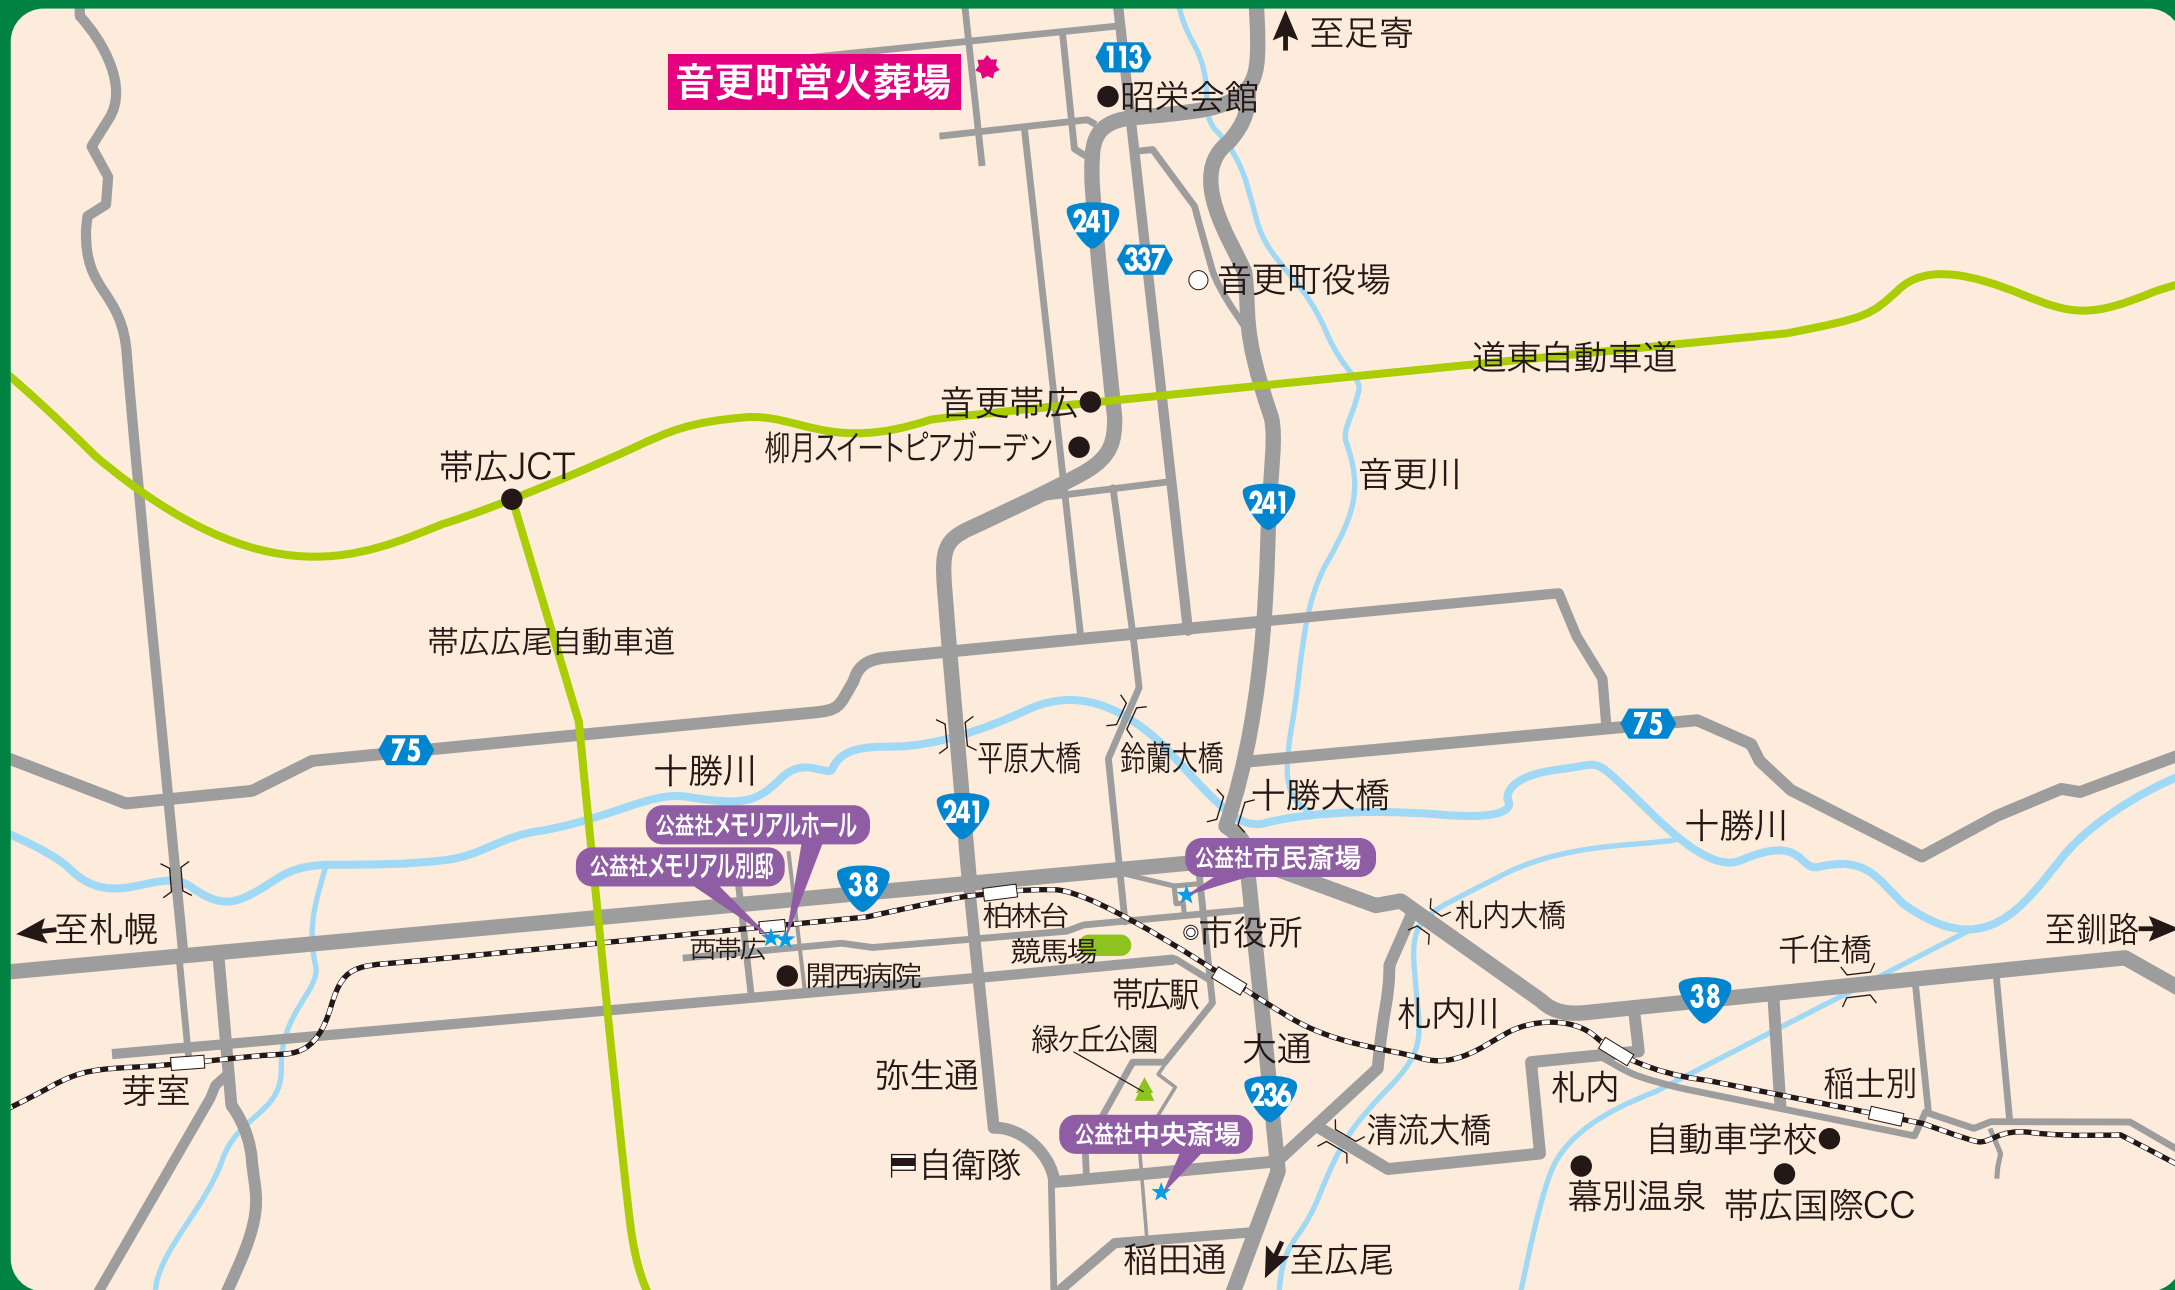 至足寄
113
音更町営火葬場
昭栄会館
241
337
音更町役場
道東自動車道
音更帯広
柳月スイートピアガーデン
帯広JCT
音更川
241
帯広広尾自動車道
75
75
平原大橋
鈴蘭大橋
十勝川
十勝大橋
241
公益社メモリアルホール
十勝川
公益社メモリアル別邸
公益社市民斎場
38
柏林台
札内大橋
至札幌
市役所
至釧路
西帯広
競馬場
千住橋
開西病院
帯広駅
38
札内川
緑ヶ丘公園
大通
弥生通
芽室
札内
稲士別
236
公益社中央斎場
清流大橋
自動車学校
自衛隊
幕別温泉
帯広国際CC
稲田通
至広尾